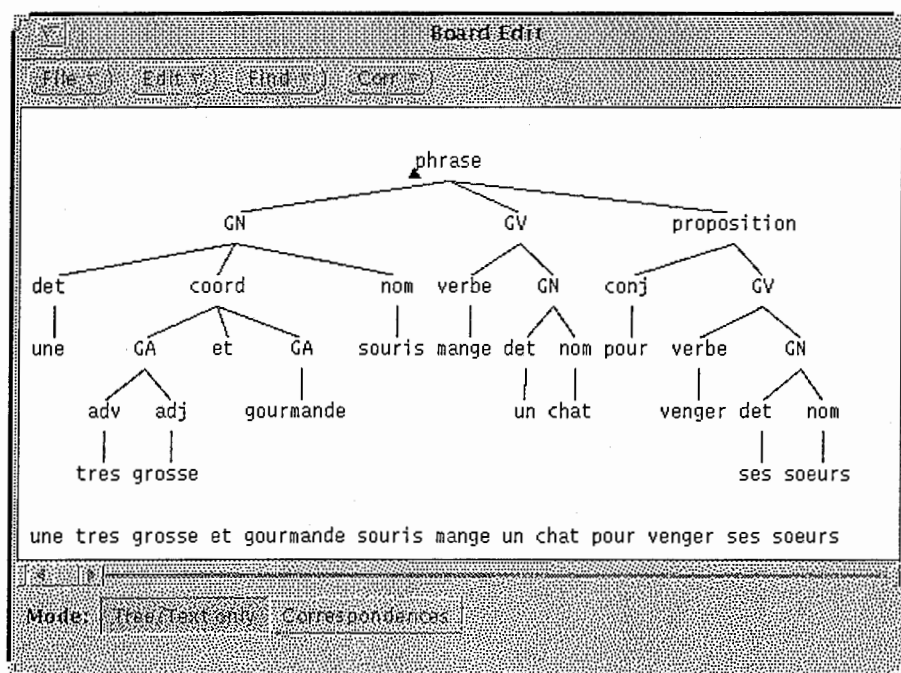 Board Edit
File Edit Find Corr
phrase
GN GV proposition
det coord nom verbe GN conj GV
une GA et GA souris mange det nom pour verbe GN
adv adj gourmande un chat venger det nom
tres grosse ses soeurs
une tres grosse et gourmande souris mange un chat pour venger ses soeurs
Mode: Tree/Text only Correspondences